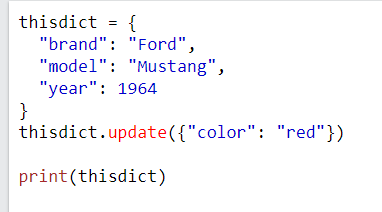 thisdict = {
  "brand": "Ford",
  "model": "Mustang",
  "year": 1964
}
thisdict.update({"color": "red"})

print(thisdict)